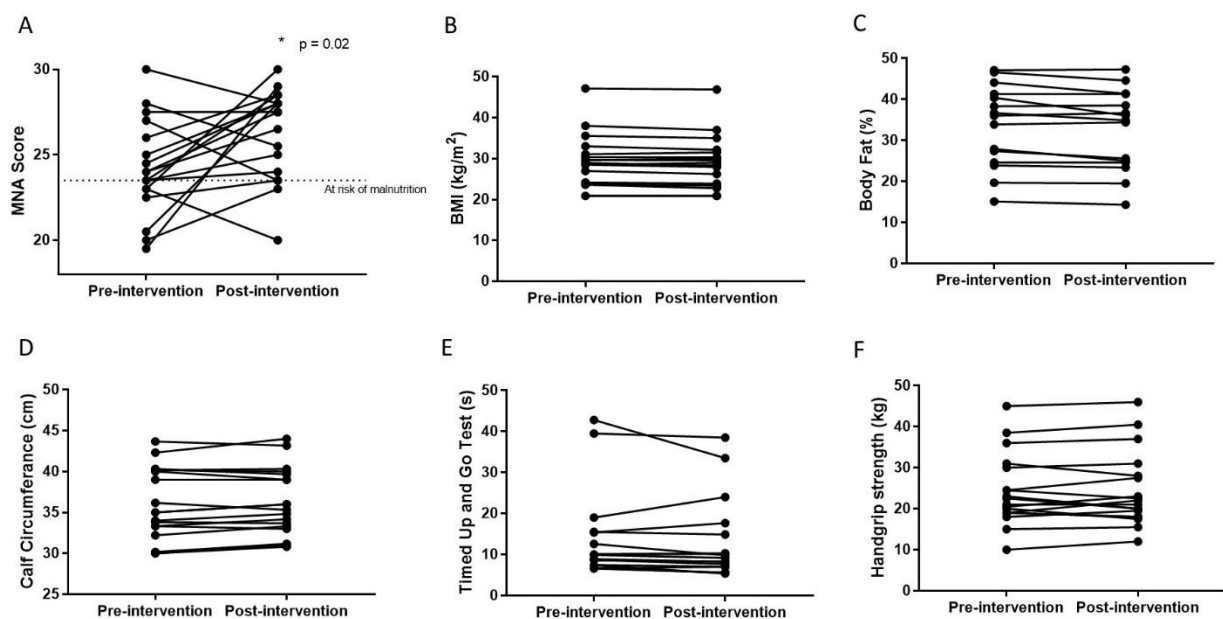 A
* p = 0.02
MNA Score
30
25
20
At risk of malnutrition
Pre-intervention Post-intervention
B
BMI (kg/m²)
50
40
30
20
10
0
Pre-intervention Post-intervention
C
Body Fat (%)
50
40
30
20
10
0
Pre-intervention Post-intervention
D
Calf Circumferance (cm)
50
45
40
35
30
25
Pre-intervention Post-intervention
E
Timed Up and Go Test (s)
50
40
30
20
10
0
Pre-intervention Post-intervention
F
Handgrip strength (kg)
50
40
30
20
10
0
Pre-intervention Post-intervention